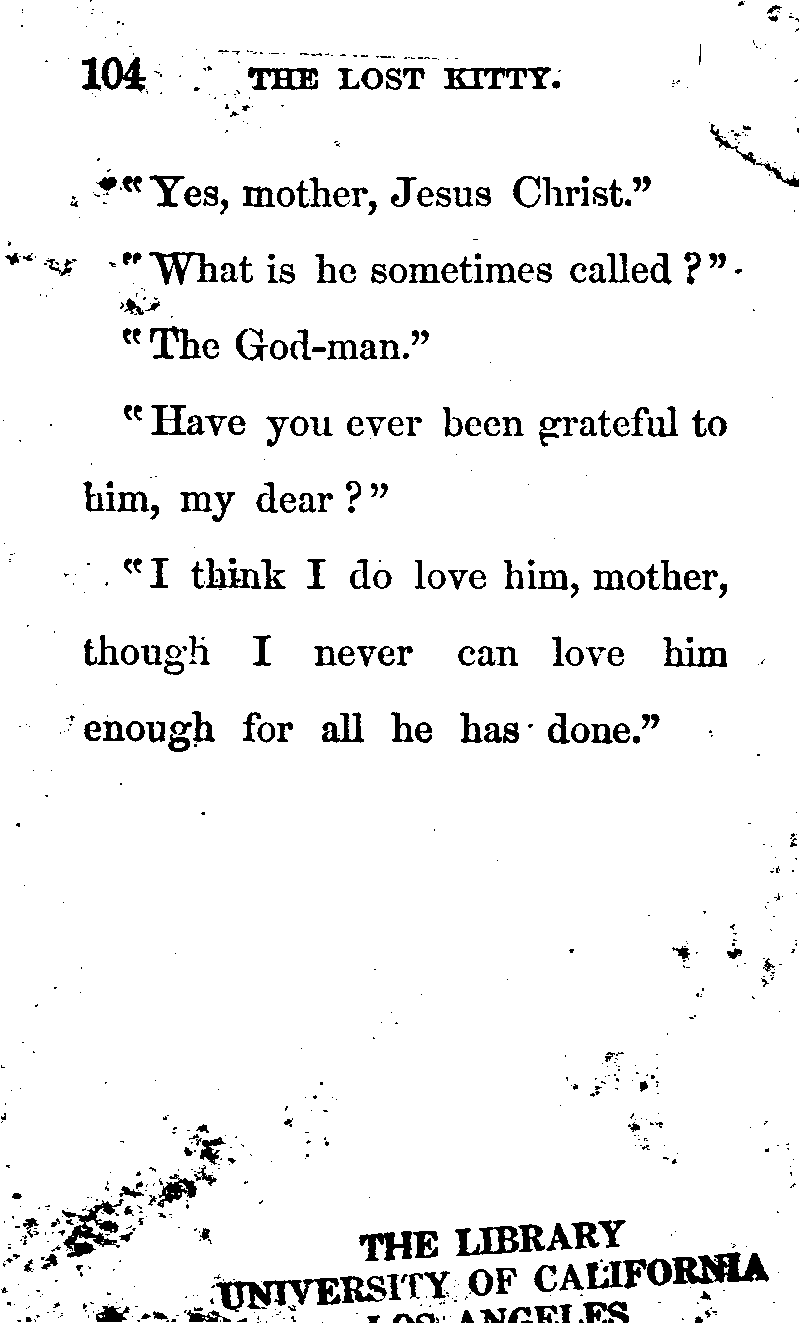 104 THE LOST KITTY.
“Yes, mother, Jesus Christ.”
“What is he sometimes called ?”
“The God-man.”
“Have you ever been grateful to
him, my dear ?”
“I think I do love him, mother,
though I never can love him
enough for all he has done.”
THE LIBRARY
UNIVERSITY OF CALIFORNIA
LOS ANGELES